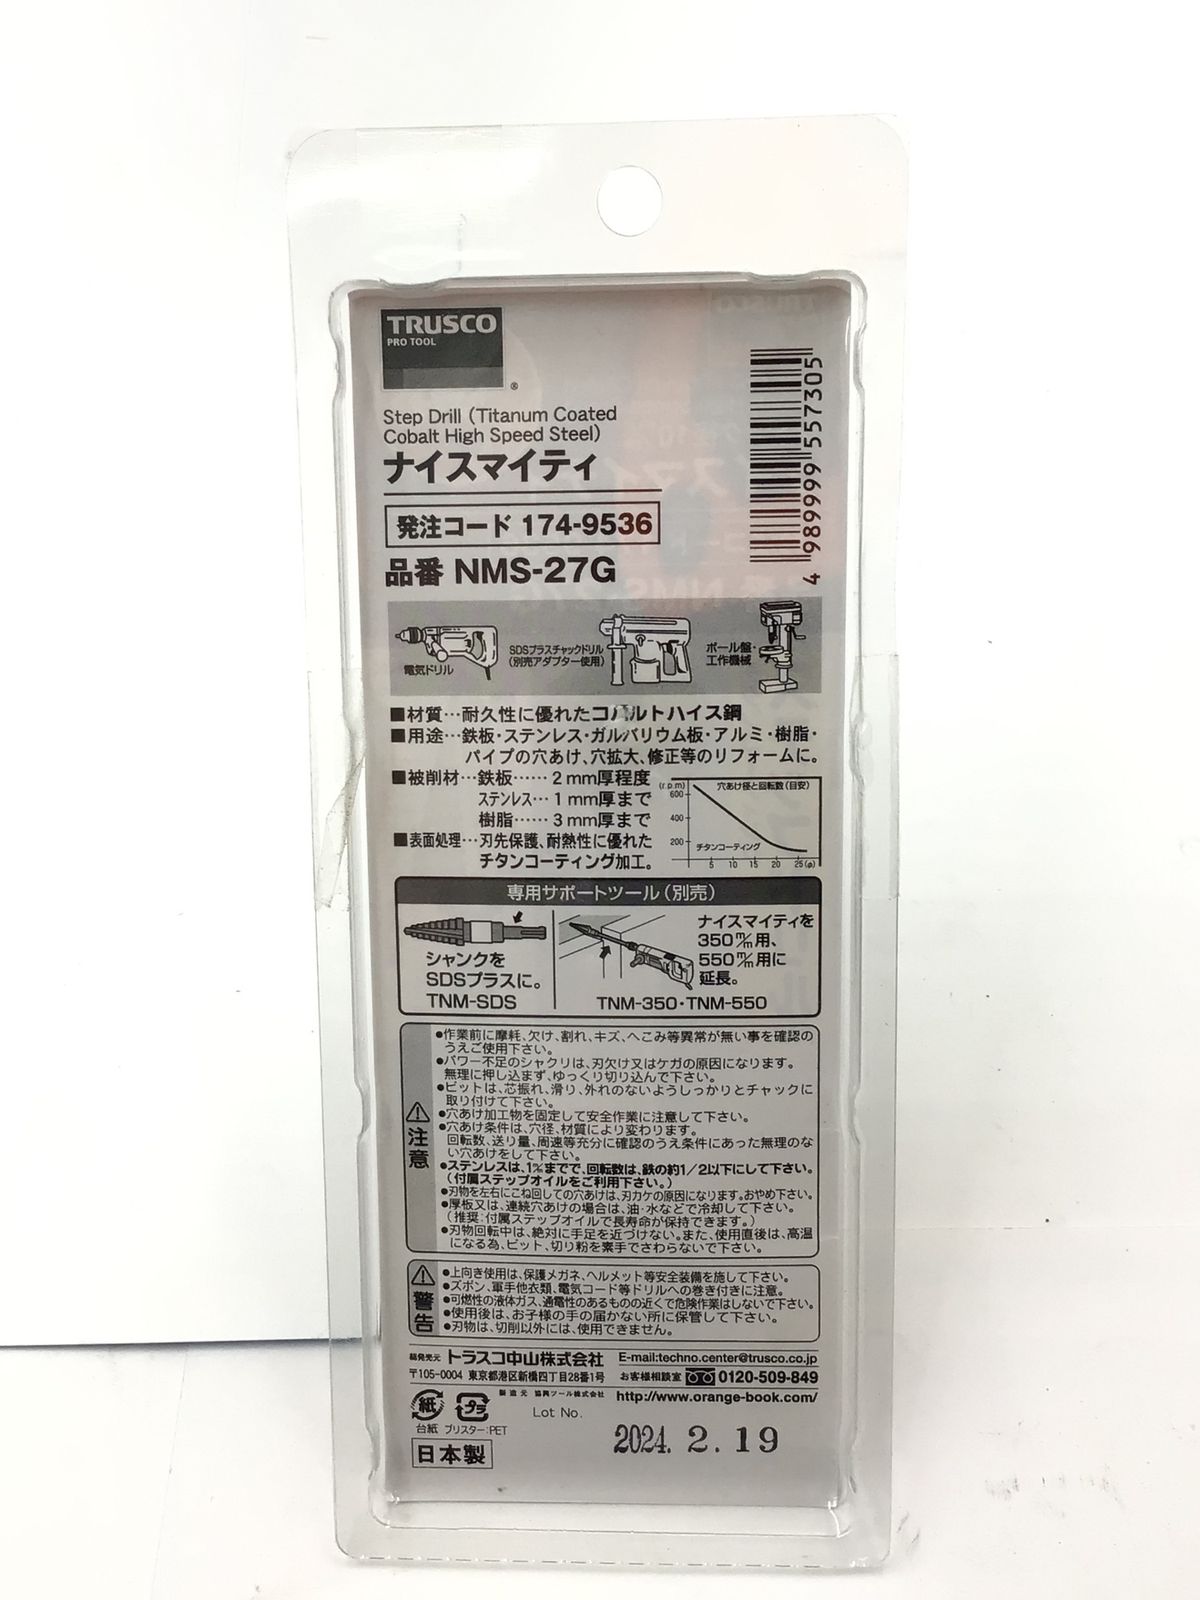 TRUSCO
PRO TOOL
®
Step Drill (Titanum Coated
Cobalt High Speed Steel)
ナイスマイティ
発注コード 174-9536
品番 NMS-27G
4 989999 557305
電気ドリル
SDSプラスチャックドリル
(別売アダプター使用)
ボール盤・
工作機械
■材質…耐久性に優れたコバルトハイス鋼
■用途…鉄板・ステンレス・ガルバリウム板・アルミ・樹脂・
パイプの穴あけ、穴拡大、修正等のリフォームに。
■被削材…鉄板……2mm厚程度
ステンレス…1mm厚まで
樹脂……3mm厚まで
■表面処理…刃先保護、耐熱性に優れた
チタンコーティング加工。
(r.p.m)
穴あけ径と回転数(目安)
600
400
200
チタンコーティング
5 10 15 20 25(φ)
専用サポートツール(別売)
シャンクを
SDSプラスに。
TNM-SDS
ナイスマイティを
350m/m用、
550m/m用に
延長。
TNM-350・TNM-550
注意
●作業前に摩耗、欠け、割れ、キズ、へこみ等異常が無い事を確認の
うえご使用下さい。
●パワー不足のシャクリは、刃欠け又はケガの原因になります。
無理に押し込まず、ゆっくり切り込んで下さい。
●ビットは、芯振れ、滑り、外れのないようしっかりとチャックに
取り付けて下さい。
●穴あけ加工物を固定して安全作業に注意して下さい。
●穴あけ条件は、穴径、材質により変わります。
回転数、送り量、周速等充分に確認のうえ条件にあった無理のな
い穴あけをして下さい。
●ステンレスは、1m/mまでで、回転数は、鉄の約1/2以下にして下さい。
(付属ステップオイルをご利用下さい。)
●刃物を左右にこね回しての穴あけは、刃カケの原因になります。おやめ下さい。
●厚板又は、連続穴あけの場合は、油・水などで冷却して下さい。
(推奨:付属ステップオイルで長寿命が保持できます。)
●刃物回転中は、絶対に手足を近づけない。また、使用直後は、高温
になる為、ビット、切り粉を素手でさわらないで下さい。
警告
●上向き使用は、保護メガネ、ヘルメット等安全装備を施して下さい。
●ズボン、軍手他衣類、電気コード等ドリルへの巻き付きに注意。
●可燃性の液体ガス、通電性のあるものの近くで危険作業はしないで下さい。
●使用後は、お子様の手の届かない所に保管して下さい。
●刃物は、切削以外には、使用できません。
総発売元 トラスコ中山株式会社
〒105-0004 東京都港区新橋四丁目28番1号
製造元 協同ツール株式会社
E-mail:techno.center@trusco.co.jp
お客様相談室 0120-509-849
http://www.orange-book.com/
紙
プラ
台紙 ブリスター:PET
Lot No.
2024. 2. 19
日本製